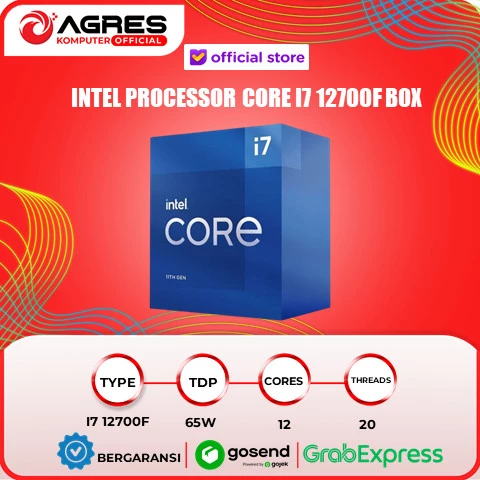 AGRES
KOMPUTER OFFICIAL
official store
INTEL PROCESSOR CORE I7 12700F BOX
i7
intel
CORE
11TH GEN
TYPE
TDP
CORES
THREADS
I7 12700F
65W
12
20
BERGARANSI
gosend
Powered by gojek
GrabExpress